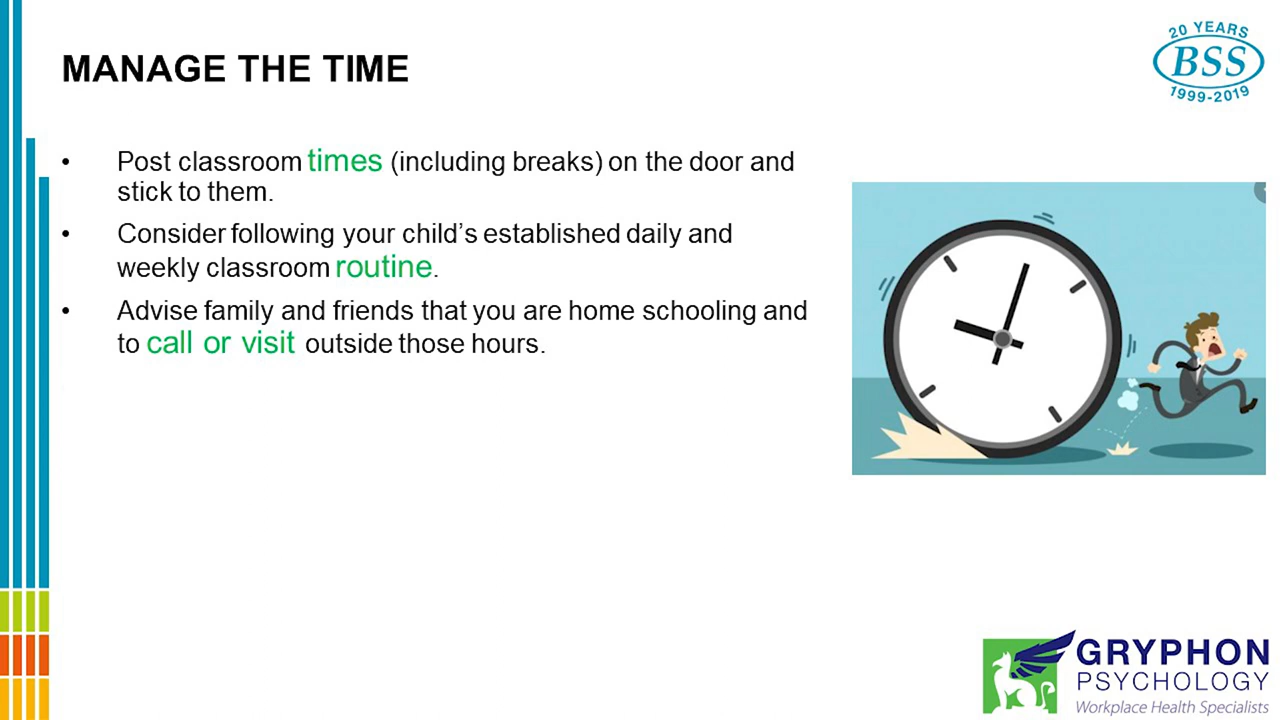 MANAGE THE TIME
20 YEARS
BSS
1999-2019
• Post classroom times (including breaks) on the door and
stick to them.
• Consider following your child’s established daily and
weekly classroom routine.
• Advise family and friends that you are home schooling and
to call or visit outside those hours.
GRYPHON
PSYCHOLOGY
Workplace Health Specialists